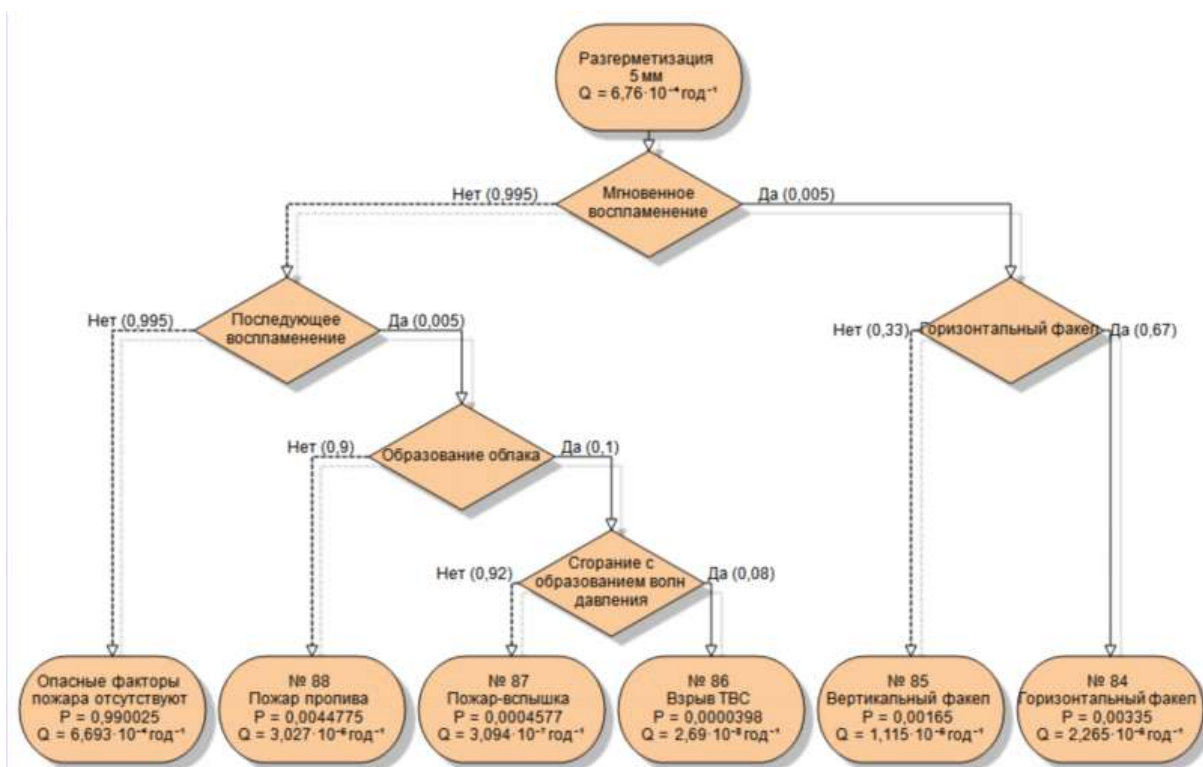 Разгерметизация
5 мм
Q = 6,76·10⁻⁴ год⁻¹
Нет (0,995)
Мгновенное
воспламенение
Да (0,005)
Нет (0,995)
Последующее
воспламенение
Да (0,005)
Нет (0,33)
Горизонтальный факел
Да (0,67)
Нет (0,9)
Образование облака
Да (0,1)
Нет (0,92)
Сгорание с
образованием волн
давления
Да (0,08)
Опасные факторы
пожара отсутствуют
P = 0,990025
Q = 6,693·10⁻⁴ год⁻¹
№ 88
Пожар пролива
P = 0,0044775
Q = 3,027·10⁻⁶ год⁻¹
№ 87
Пожар-вспышка
P = 0,0004577
Q = 3,094·10⁻⁷ год⁻¹
№ 86
Взрыв ТВС
P = 0,0000398
Q = 2,69·10⁻⁸ год⁻¹
№ 85
Вертикальный факел
P = 0,00165
Q = 1,115·10⁻⁶ год⁻¹
№ 84
Горизонтальный факел
P = 0,00335
Q = 2,265·10⁻⁶ год⁻¹